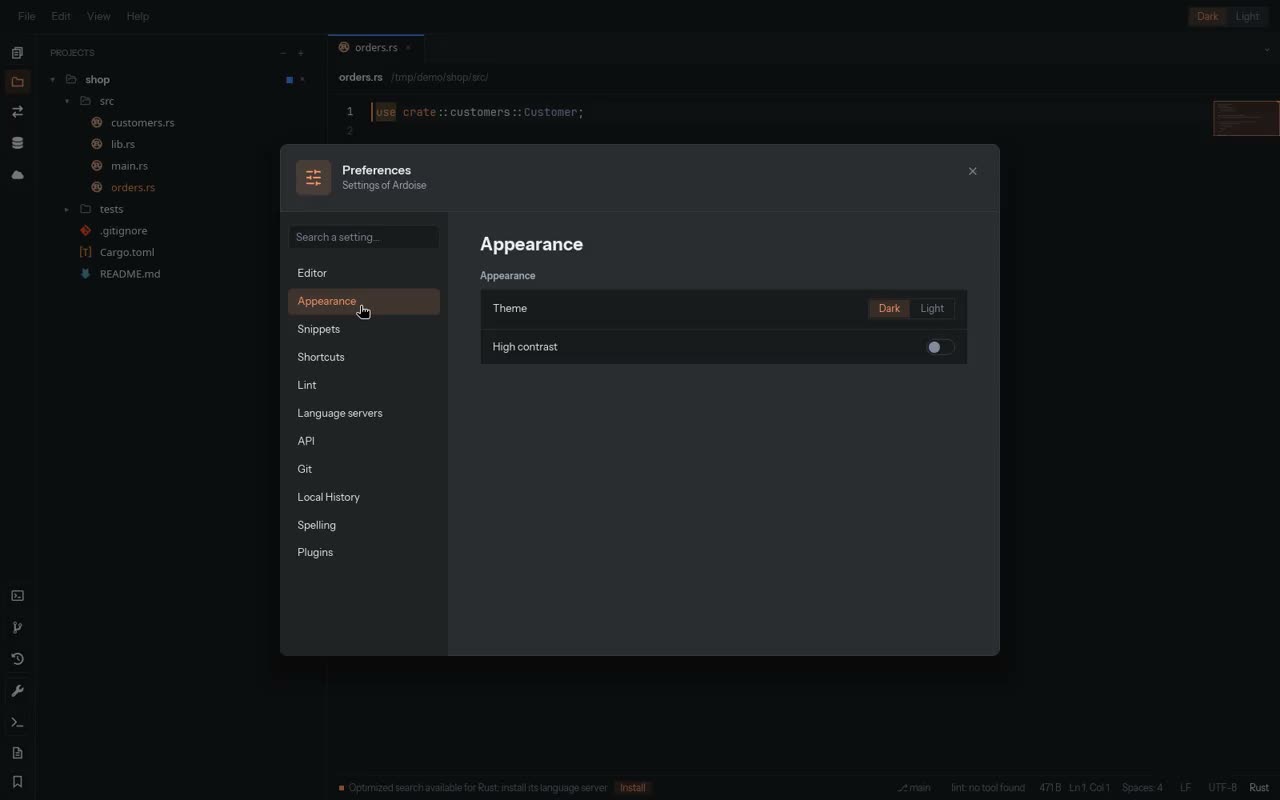 File Edit View Help Dark Light
PROJECTS
shop
src
customers.rs
lib.rs
main.rs
orders.rs
tests
.gitignore
Cargo.toml
README.md
orders.rs
orders.rs /tmp/demo/shop/src/
1 use crate::customers::Customer;
2
Preferences
Settings of Ardoise
Search a setting...
Editor
Appearance
Snippets
Shortcuts
Lint
Language servers
API
Git
Local History
Spelling
Plugins
Appearance
Appearance
Theme Dark Light
High contrast
Optimized search available for Rust: install its language server Install main lint: no tool found 471 B Ln 1, Col 1 Spaces: 4 LF UTF-8 Rust